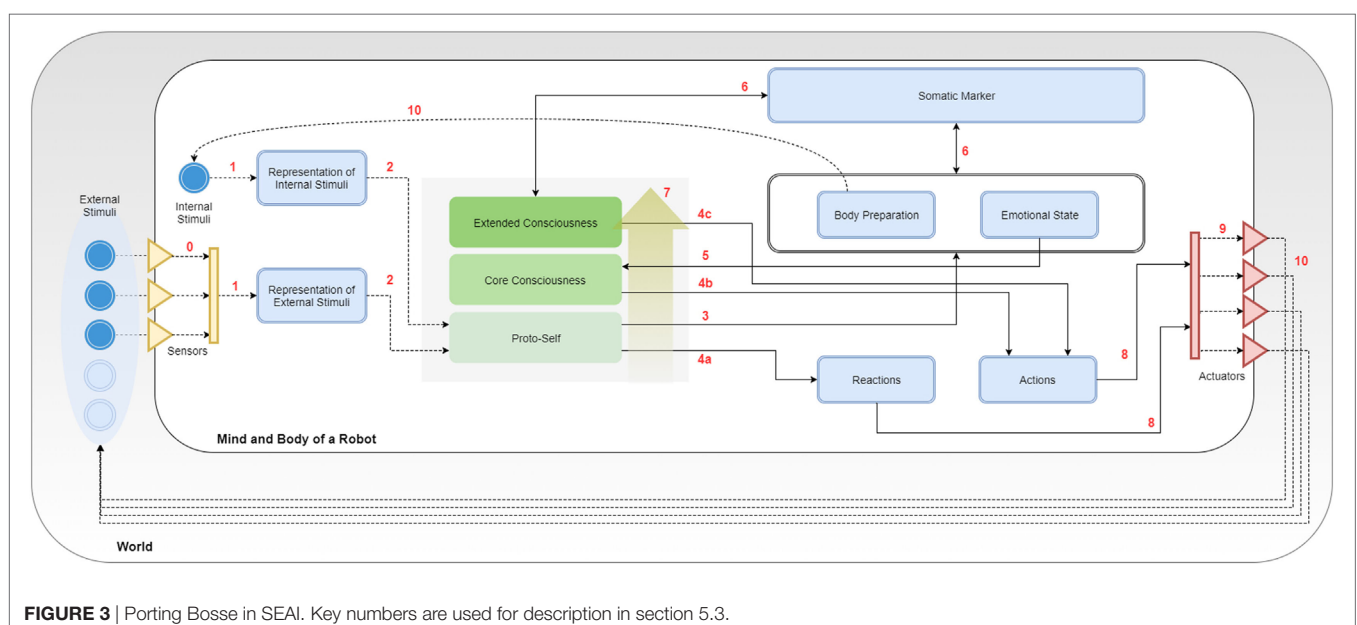 6
Somatic Marker
10
6
1
Representation of
Internal Stimuli
2
Internal
Stimuli
External
Stimuli
7
Extended Consciousness
4c
Body Preparation
Emotional State
0
9
10
5
Core Consciousness
4b
1
Representation of
External Stimuli
2
3
Proto-Self
Sensors
4a
8
Reactions
Actions
Actuators
8
Mind and Body of a Robot
World
FIGURE 3 | Porting Bosse in SEAI. Key numbers are used for description in section 5.3.